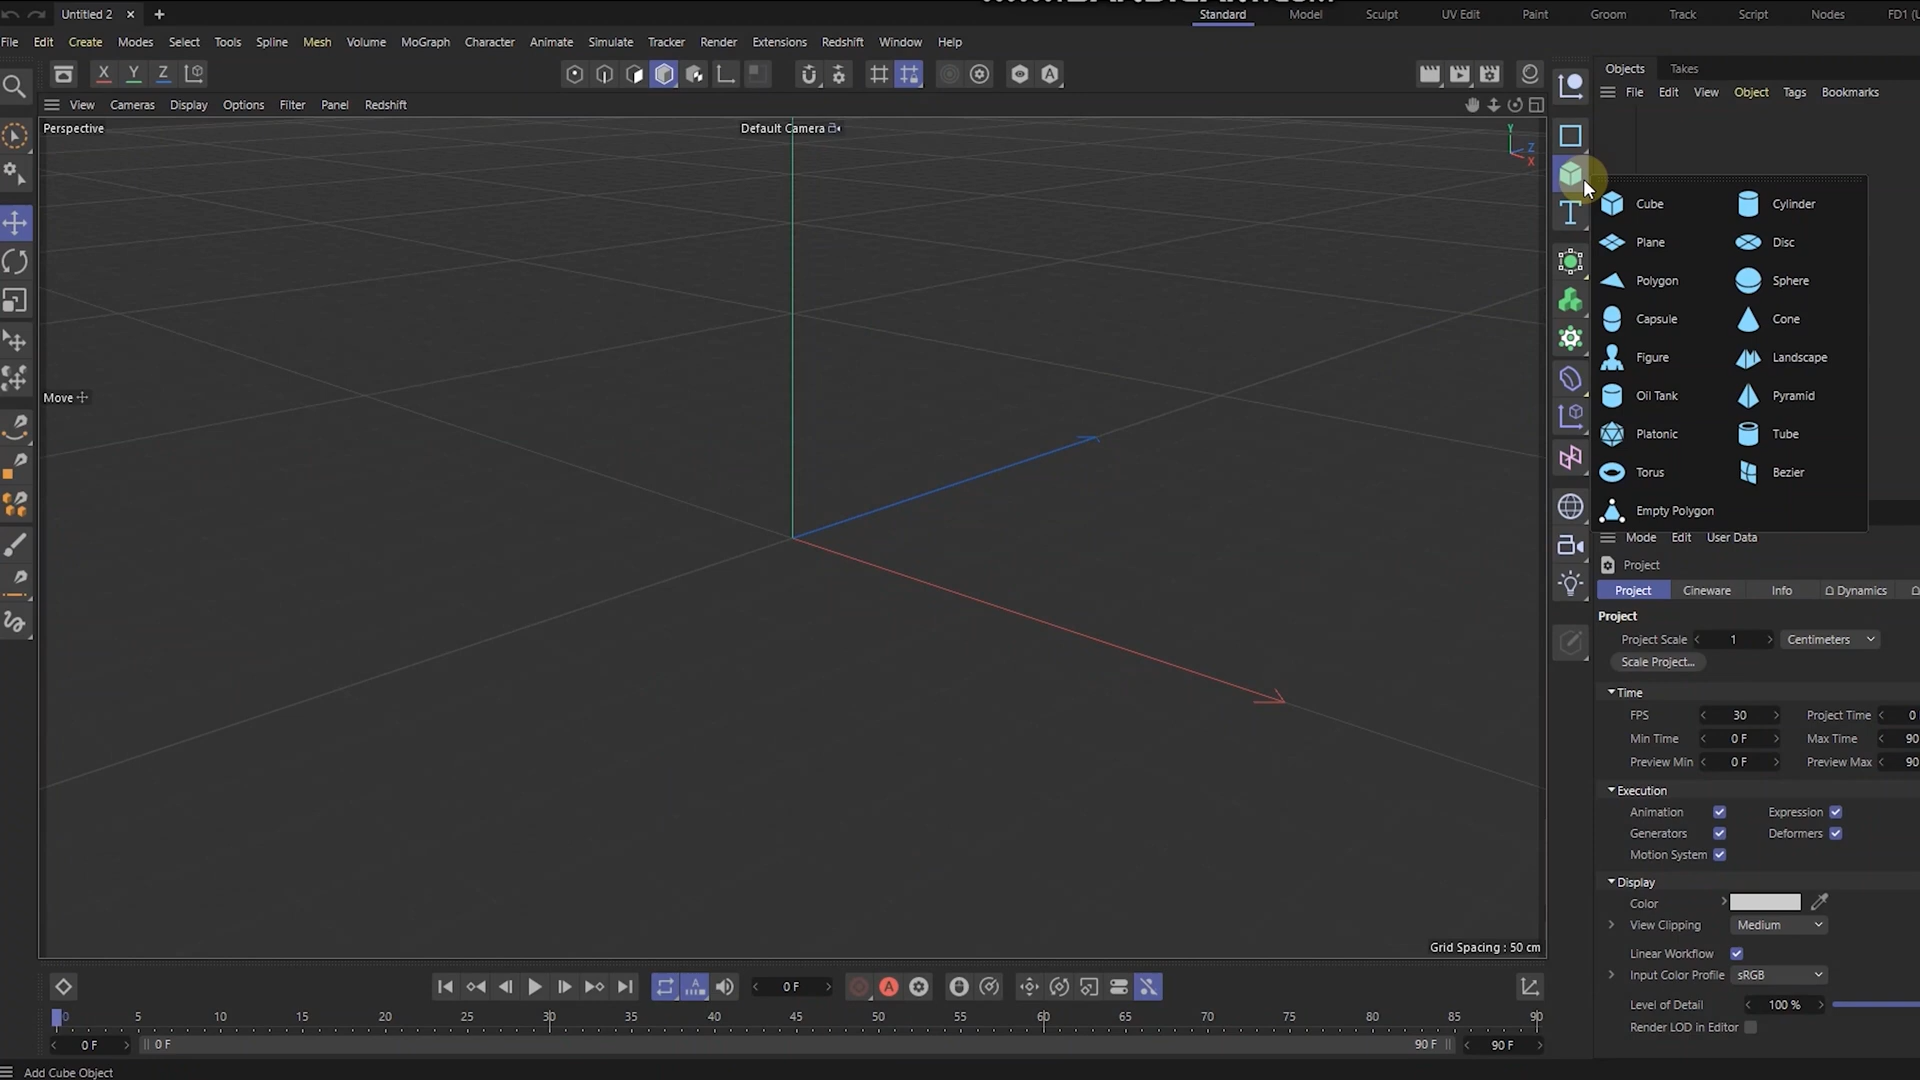 Untitled 2
Standard Model Sculpt UV Edit Paint Groom Track Script Nodes FD1 (U
File Edit Create Modes Select Tools Spline Mesh Volume MoGraph Character Animate Simulate Tracker Render Extensions Redshift Window Help
X Y Z
Objects Takes
View Cameras Display Options Filter Panel Redshift
File Edit View Object Tags Bookmarks
Perspective
Default Camera
Y
Z
X
Cube Cylinder
Plane Disc
Polygon Sphere
Capsule Cone
Figure Landscape
Oil Tank Pyramid
Platonic Tube
Torus Bezier
Empty Polygon
Move
Mode Edit User Data
Project
Project Cineware Info Dynamics
Project
Project Scale 1 Centimeters
Scale Project...
Time
FPS 30 Project Time 0
Min Time 0 F Max Time 90
Preview Min 0 F Preview Max 90
Execution
Animation Expression
Generators Deformers
Motion System
Display
Color
View Clipping Medium
Linear Workflow
Input Color Profile sRGB
Level of Detail 100 %
Render LOD in Editor
Grid Spacing : 50 cm
0 F
0 5 10 15 20 25 30 35 40 45 50 55 60 65 70 75 80 85 90
0 F 0 F 90 F 90 F
Add Cube Object